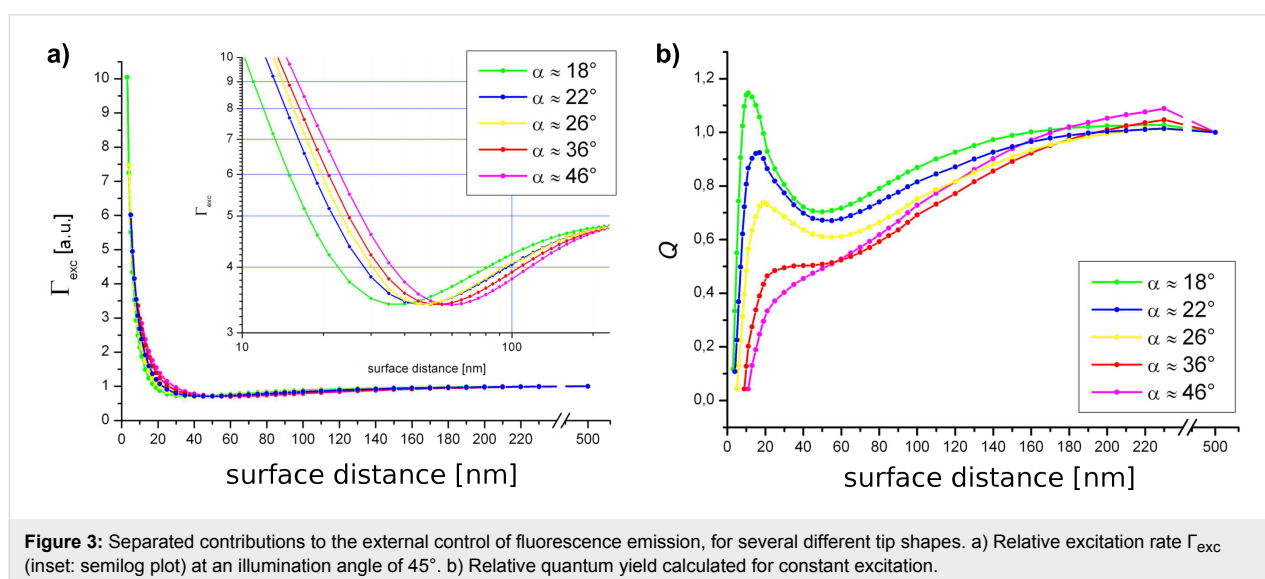 a)
10
9
8
7
6
5
4
3
2
1
0
Γexc [a.u.]
0 20 40 60 80 100 120 140 160 180 200 220 500
surface distance [nm]
10
9
8
7
6
5
4
3
Γexc
10 100
surface distance [nm]
α ≈ 18°
α ≈ 22°
α ≈ 26°
α ≈ 36°
α ≈ 46°
b)
1,2
1,0
0,8
0,6
0,4
0,2
0,0
Q
0 20 40 60 80 100 120 140 160 180 200 220 500
surface distance [nm]
α ≈ 18°
α ≈ 22°
α ≈ 26°
α ≈ 36°
α ≈ 46°
Figure 3: Separated contributions to the external control of fluorescence emission, for several different tip shapes. a) Relative excitation rate Γexc
(inset: semilog plot) at an illumination angle of 45°. b) Relative quantum yield calculated for constant excitation.